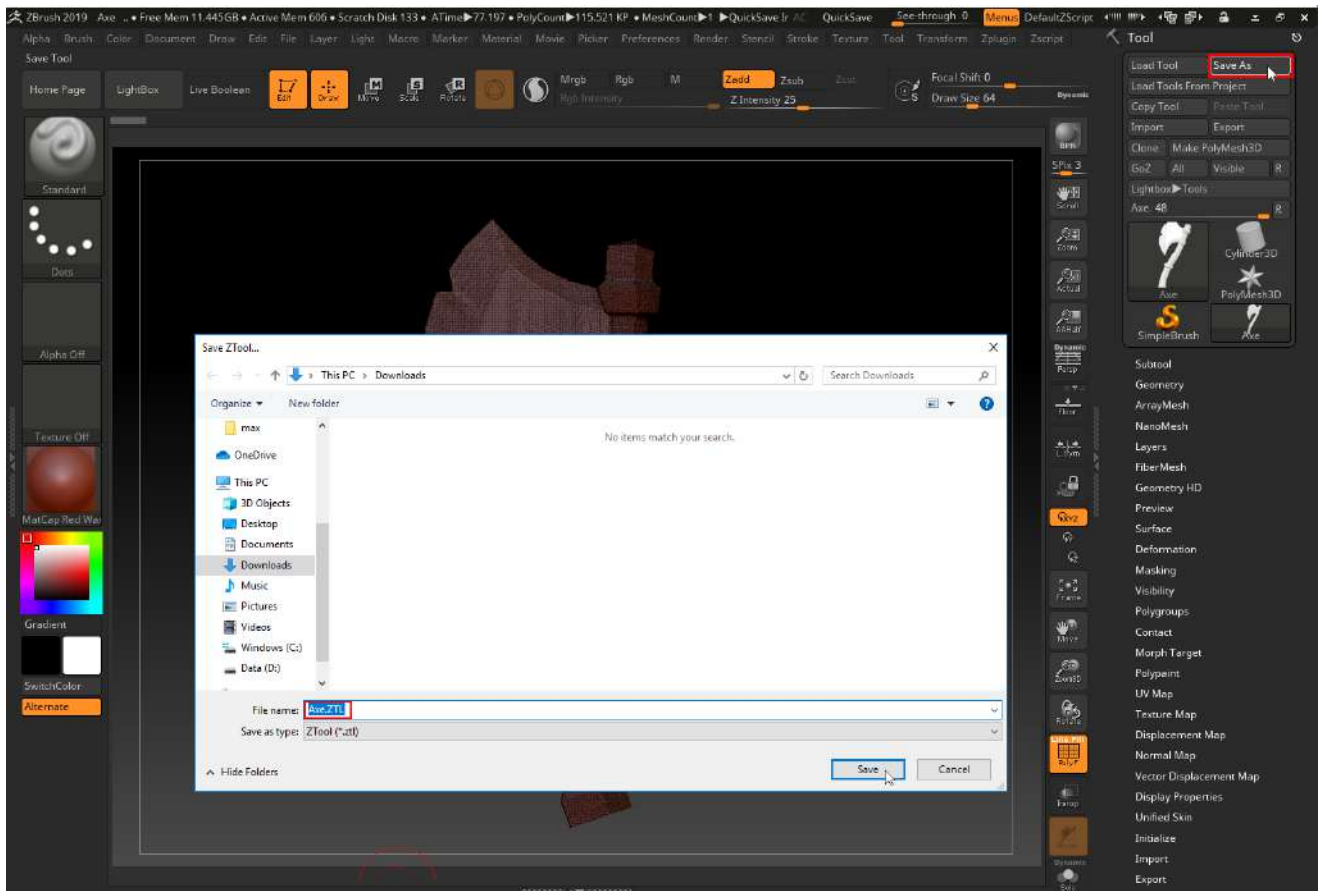 ZBrush 2019 Axe .. • Free Mem 11.445GB • Active Mem 606 • Scratch Disk 133 • ATime▶77.197 • PolyCount▶115.521 KP • MeshCount▶1 ▶QuickSave In AC QuickSave See-through 0 Menus DefaultZScript
Alpha Brush Color Document Draw Edit File Layer Light Macro Marker Material Movie Picker Preferences Render Stencil Stroke Texture Tool Transform Zplugin Zscript
Save Tool
Home Page LightBox Live Boolean Edit Draw Move Scale Rotate
Mrgb Rgb M Zadd Zsub Zcut Focal Shift 0
Rgb Intensity Z Intensity 25 S Draw Size 64 Dynamic
Standard
Dots
Alpha Off
Texture Off
MatCap Red Wax
Gradient
SwitchColor
Alternate
Save ZTool...
This PC › Downloads
Search Downloads
Organize
New folder
No items match your search.
max
OneDrive
This PC
3D Objects
Desktop
Documents
Downloads
Music
Pictures
Videos
Windows (C:)
Data (D:)
File name: Axe.ZTL
Save as type: ZTool (*.ztl)
Hide Folders
Save Cancel
BPR
SPix 3
Scroll
Zoom
Actual
AAHalf
Dynamic
Persp
Floor
L.Sym
XYZ
Frame
Move
Zoom3D
Rotate
Line Fill
PolyF
Transp
Dynamic
Solo
Tool
Load Tool Save As
Load Tools From Project
Copy Tool Paste Tool
Import Export
Clone Make PolyMesh3D
GoZ All Visible R
Lightbox▶Tools
Axe. 48 R
Axe Cylinder3D
PolyMesh3D
SimpleBrush Axe
Subtool
Geometry
ArrayMesh
NanoMesh
Layers
FiberMesh
Geometry HD
Preview
Surface
Deformation
Masking
Visibility
Polygroups
Contact
Morph Target
Polypaint
UV Map
Texture Map
Displacement Map
Normal Map
Vector Displacement Map
Display Properties
Unified Skin
Initialize
Import
Export